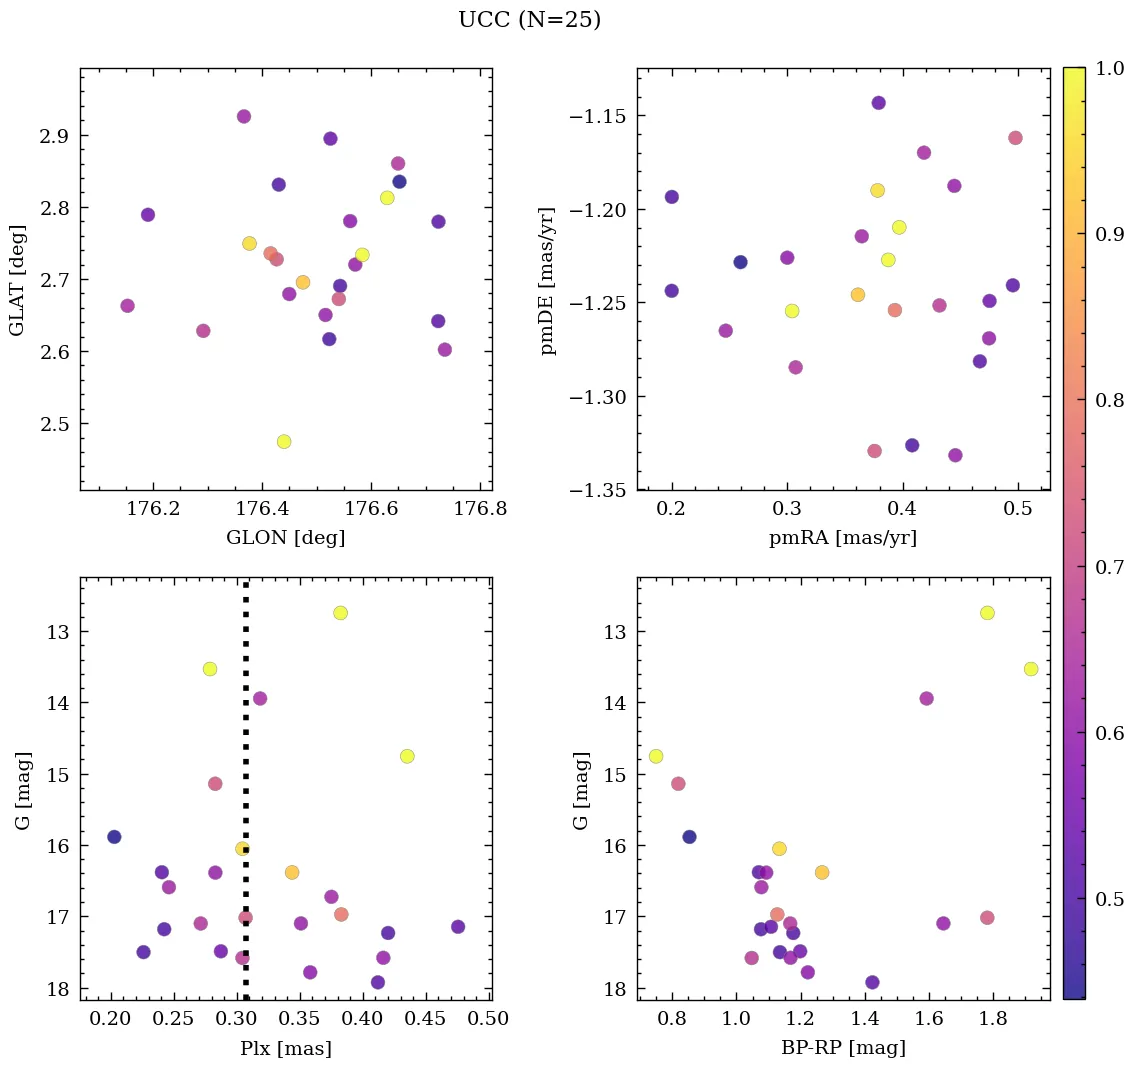 UCC (N=25)
2.9
2.8
2.7
2.6
2.5
GLAT [deg]
176.2 176.4 176.6 176.8
GLON [deg]
−1.15
−1.20
−1.25
−1.30
−1.35
pmDE [mas/yr]
0.2 0.3 0.4 0.5
pmRA [mas/yr]
1.0
0.9
0.8
0.7
0.6
0.5
13
14
15
16
17
18
G [mag]
0.20 0.25 0.30 0.35 0.40 0.45 0.50
Plx [mas]
13
14
15
16
17
18
G [mag]
0.8 1.0 1.2 1.4 1.6 1.8
BP-RP [mag]